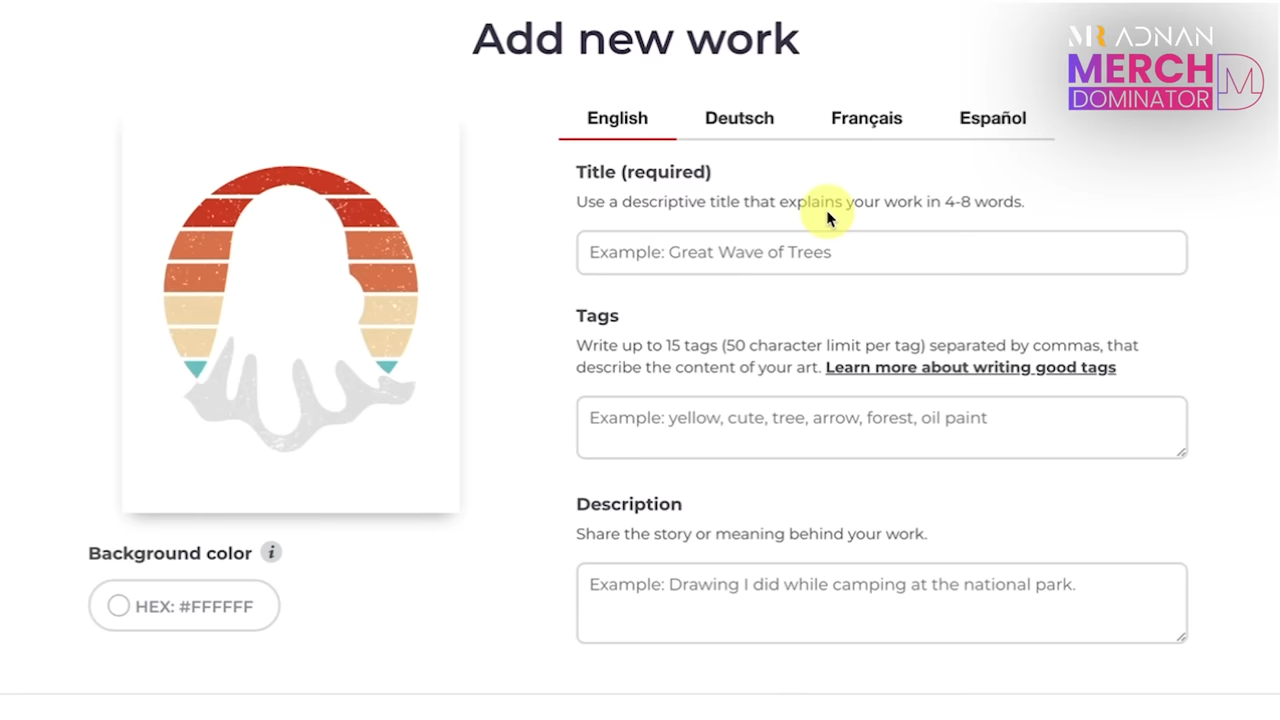 Add new work
MR ADNAN
MERCH
DOMINATOR
English
Deutsch
Français
Español
Title (required)
Use a descriptive title that explains your work in 4-8 words.
Example: Great Wave of Trees
Tags
Write up to 15 tags (50 character limit per tag) separated by commas, that
describe the content of your art. Learn more about writing good tags
Example: yellow, cute, tree, arrow, forest, oil paint
Description
Share the story or meaning behind your work.
Example: Drawing I did while camping at the national park.
Background color i
HEX: #FFFFFF